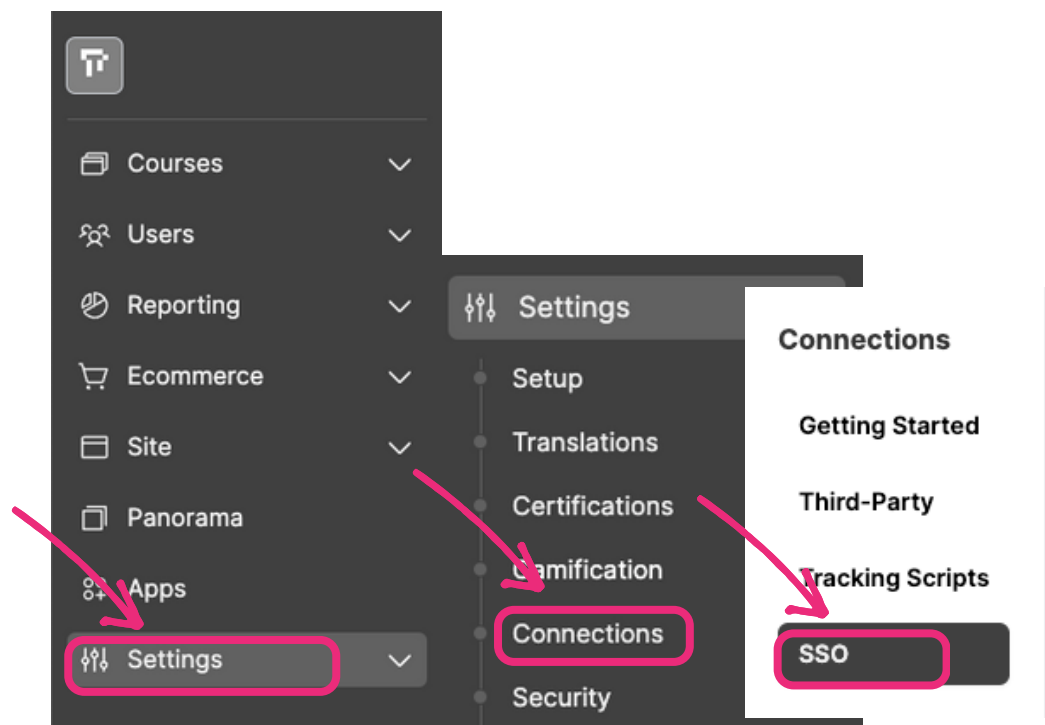 Courses
Users
Reporting
Ecommerce
Site
Panorama
Apps
Settings
Settings
Setup
Translations
Certifications
Gamification
Connections
Security
Connections
Getting Started
Third-Party
Tracking Scripts
SSO